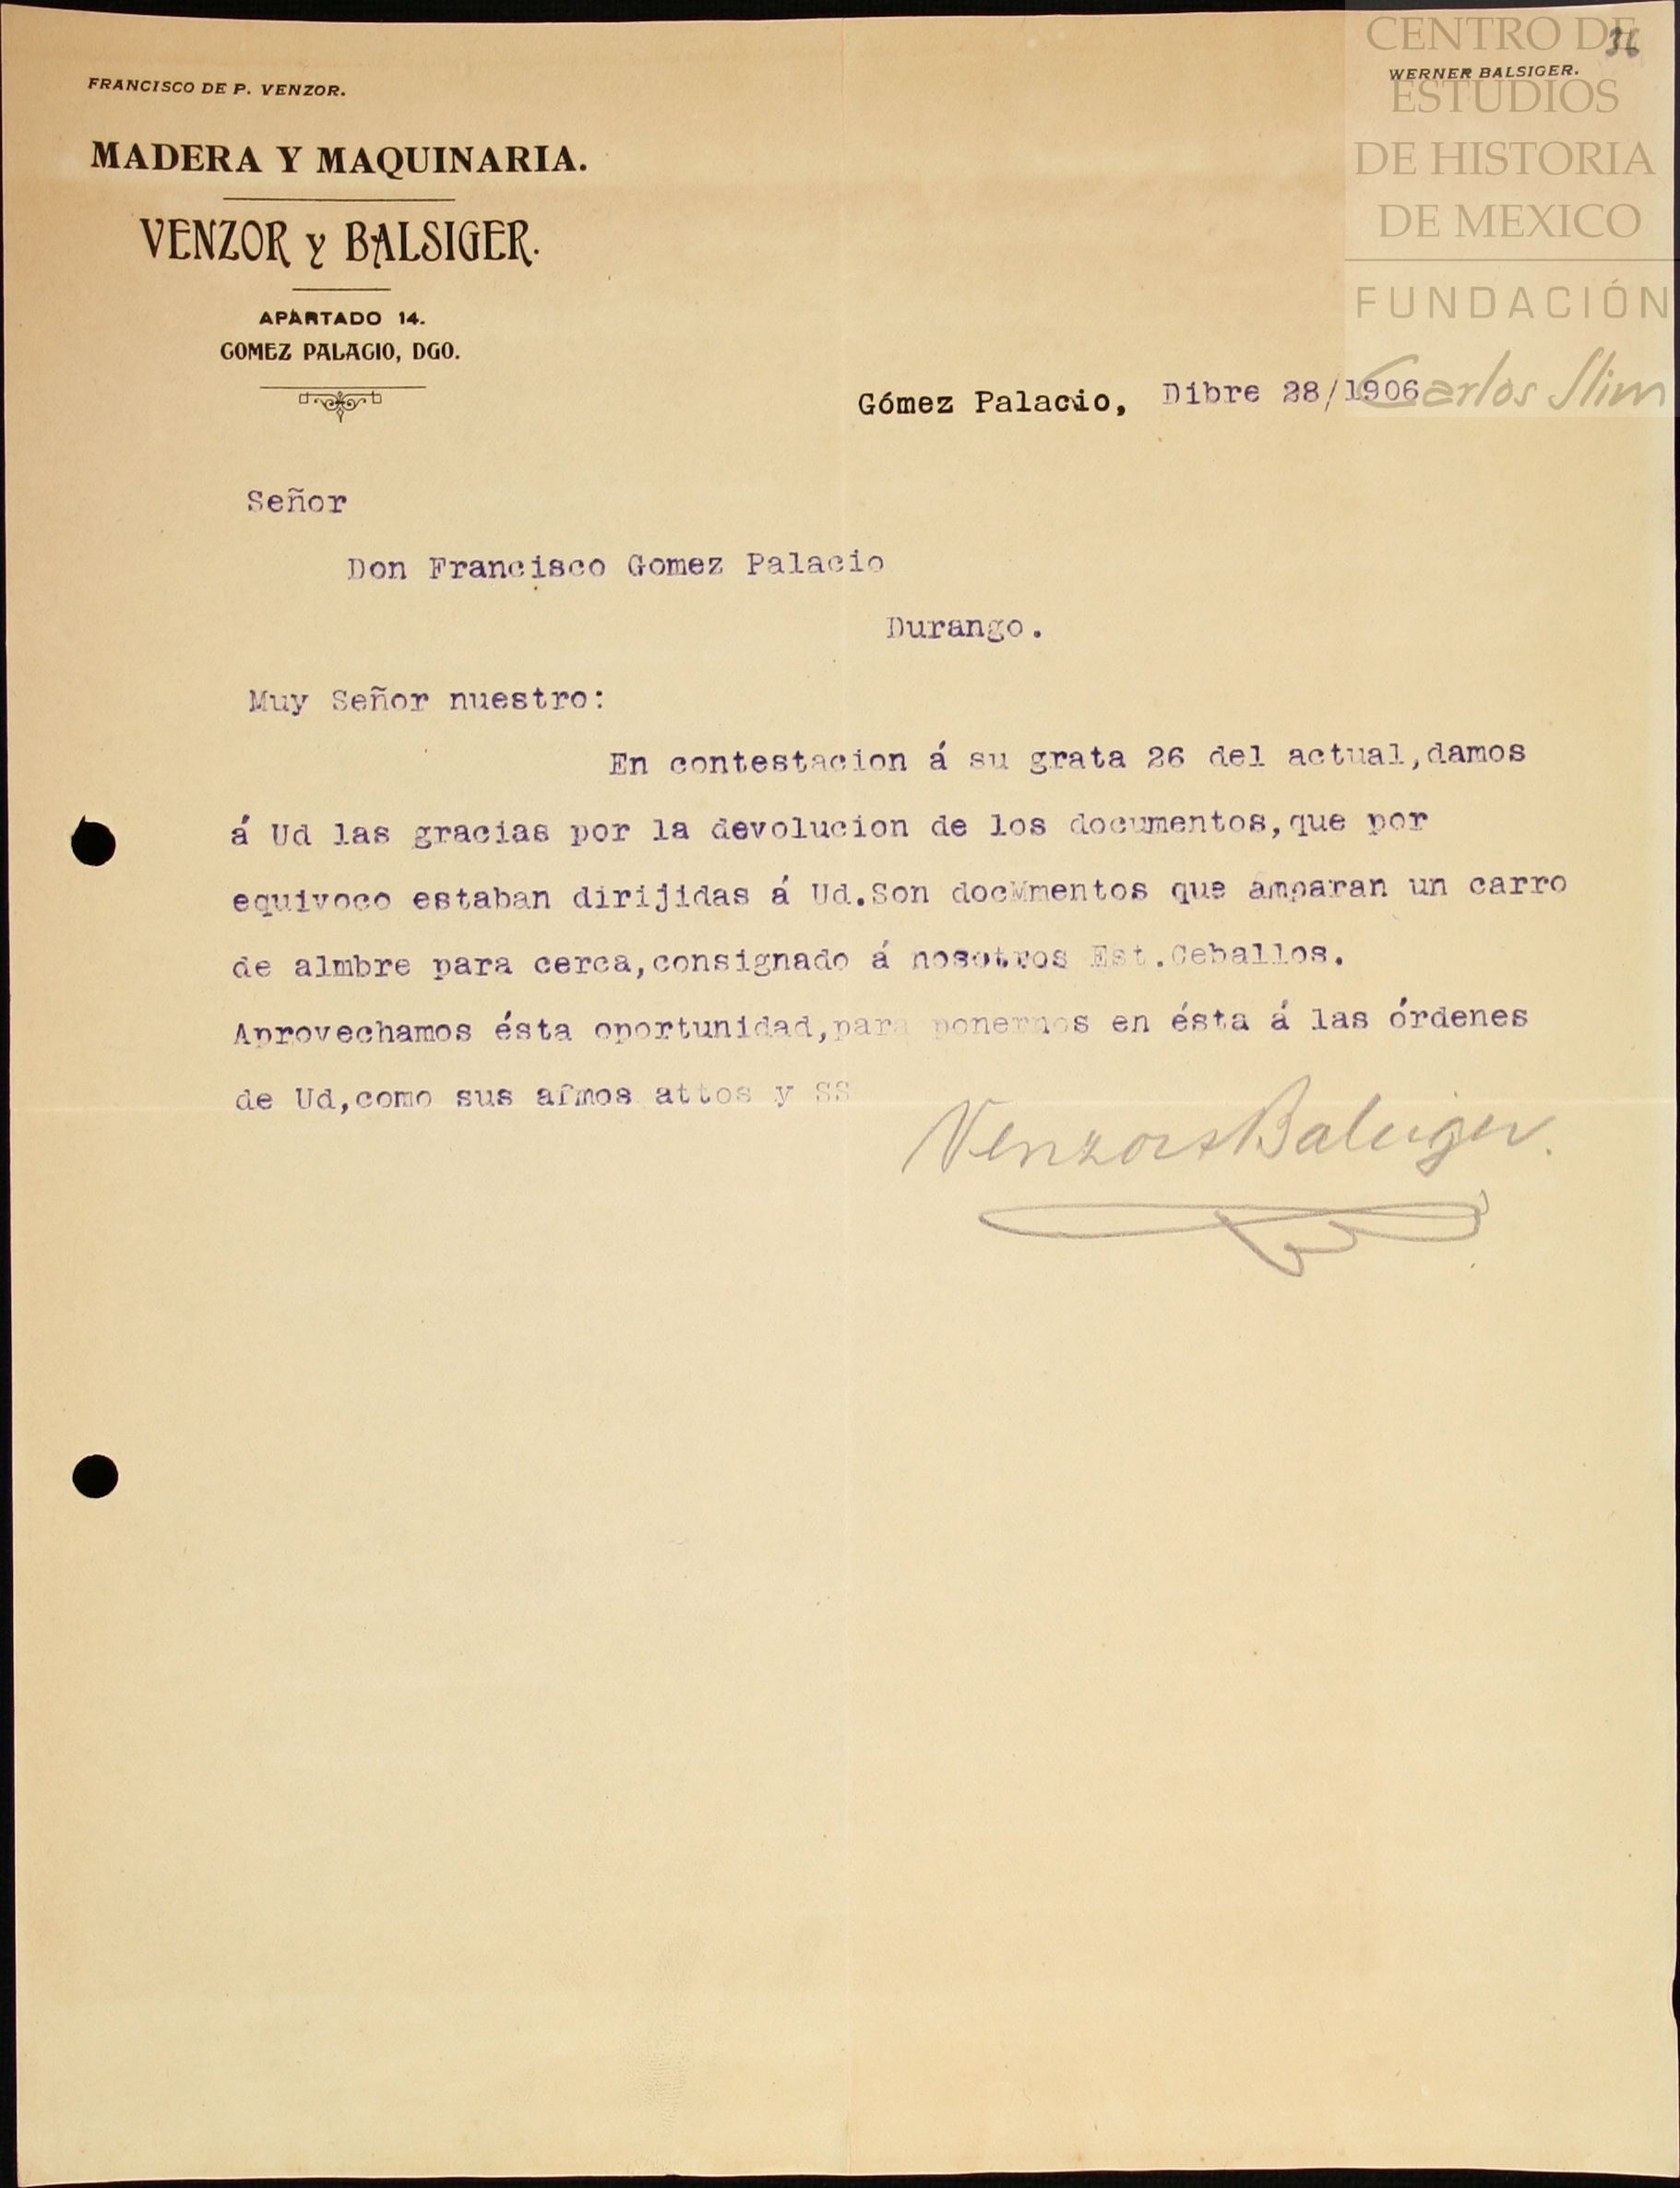 FRANCISCO DE P. VENZOR.
WERNER BALSIGER.
36
MADERA Y MAQUINARIA.
VENZOR Y BALSIGER.
APARTADO 14.
GOMEZ PALACIO, DGO.
CENTRO DE
ESTUDIOS
DE HISTORIA
DE MEXICO
FUNDACIÓN
Carlos Slim
Gómez Palacio, Dibre 28/1906
Señor
Don Francisco Gomez Palacio
Durango.
Muy Señor nuestro:
En contestacion á su grata 26 del actual,damos
á Ud las gracias por la devolucion de los documentos,que por
equivoco estaban dirijidas á Ud.Son docMmentos que amparan un carro
de almbre para cerca,consignado á nosotros Est.Ceballos.
Aprovechamos ésta oportunidad,para ponernos en ésta á las órdenes
de Ud,como sus afmos attos y SS
Venzor & Balsiger.